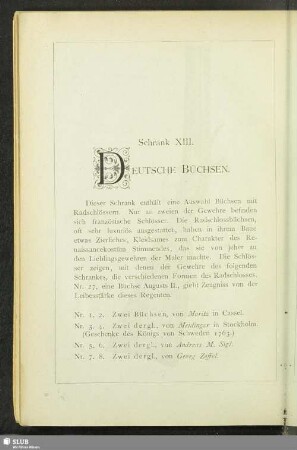 Schrank XIII.
DEUTSCHE BÜCHSEN.
Dieser Schrank enthält eine Auswahl Büchsen mit
Radschlössern. Nur an zweien der Gewehre befinden
sich französische Schlösser. Die Radschlossbüchsen,
oft sehr luxuriös ausgestattet, haben in ihrem Baue
etwas Zierliches, Kleidsames zum Charakter des Re-
naissancekostüm Stimmendes, das sie von jeher zu
den Lieblingsgewehren der Maler machte. Die Schlös-
ser zeigen, mit denen der Gewehre des folgenden
Schrankes, die verschiedenen Formen des Radschlosses.
Nr. 27, eine Büchse Augusts II., giebt Zeugniss von der
Leibesstärke dieses Regenten.
Nr. 1, 2. Zwei Büchsen, von Moritz in Cassel.
Nr. 3, 4. Zwei dergl., von Meidinger in Stockholm
(Geschenke des Königs von Schweden 1763.)
Nr. 5, 6. Zwei dergl., von Andreas M. Sigl.
Nr. 7, 8. Zwei dergl., von Georg
SLUB